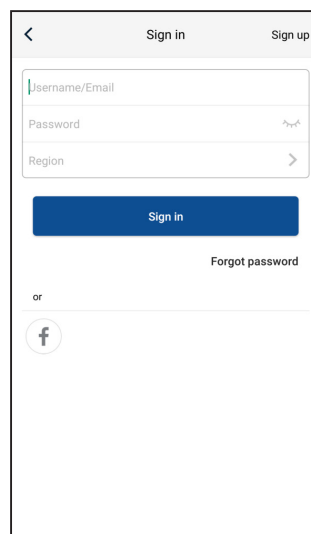 Sign in Sign up
Username/Email
Password
Region
Sign in
Forgot password
or
f